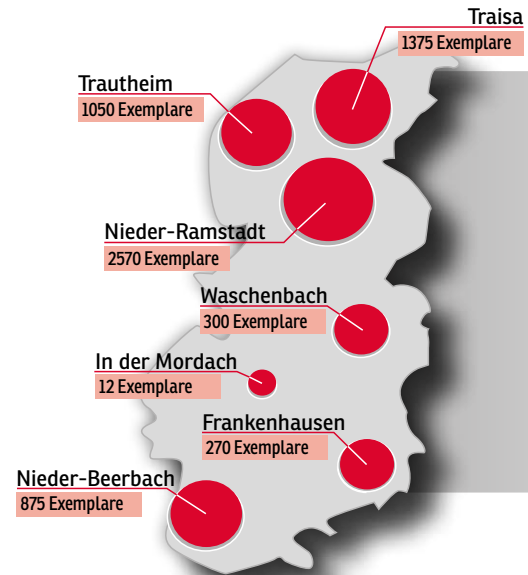 Traisa
1375 Exemplare
Trautheim
1050 Exemplare
Nieder-Ramstadt
2570 Exemplare
Waschenbach
300 Exemplare
In der Mordach
12 Exemplare
Frankenhausen
270 Exemplare
Nieder-Beerbach
875 Exemplare